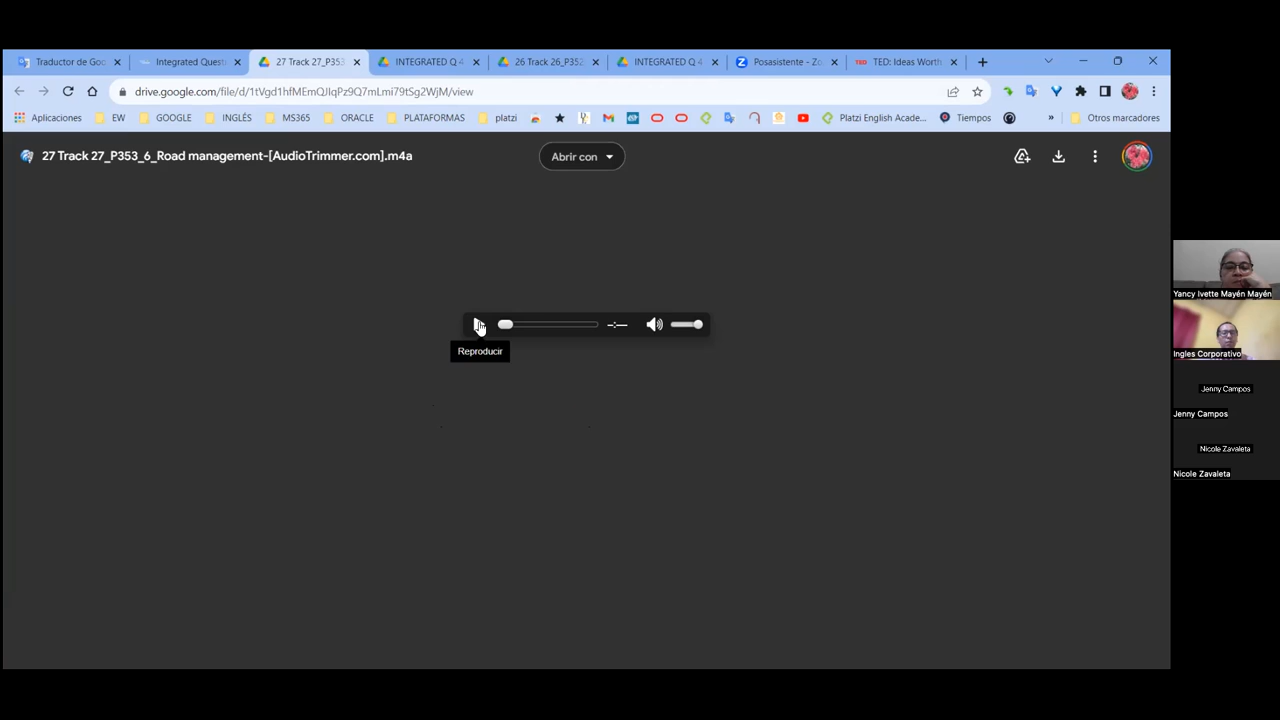 Traductor de Goo
Integrated Quest
27 Track 27_P353
INTEGRATED Q 4
26 Track 26_P352
INTEGRATED Q 4
Posasistente - Zo
TED: Ideas Worth
drive.google.com/file/d/1tVgd1hfMEmQJIqPz9Q7mLmi79tSg2WjM/view
Aplicaciones EW GOOGLE INGLÉS MS365 ORACLE PLATAFORMAS platzi Platzi English Acade... Tiempos » Otros marcadores
27 Track 27_P353_6_Road management-[AudioTrimmer.com].m4a
Abrir con
-:--
Reproducir
Yancy Ivette Mayén Mayén
Ingles Corporativo
Jenny Campos
Jenny Campos
Nicole Zavaleta
Nicole Zavaleta